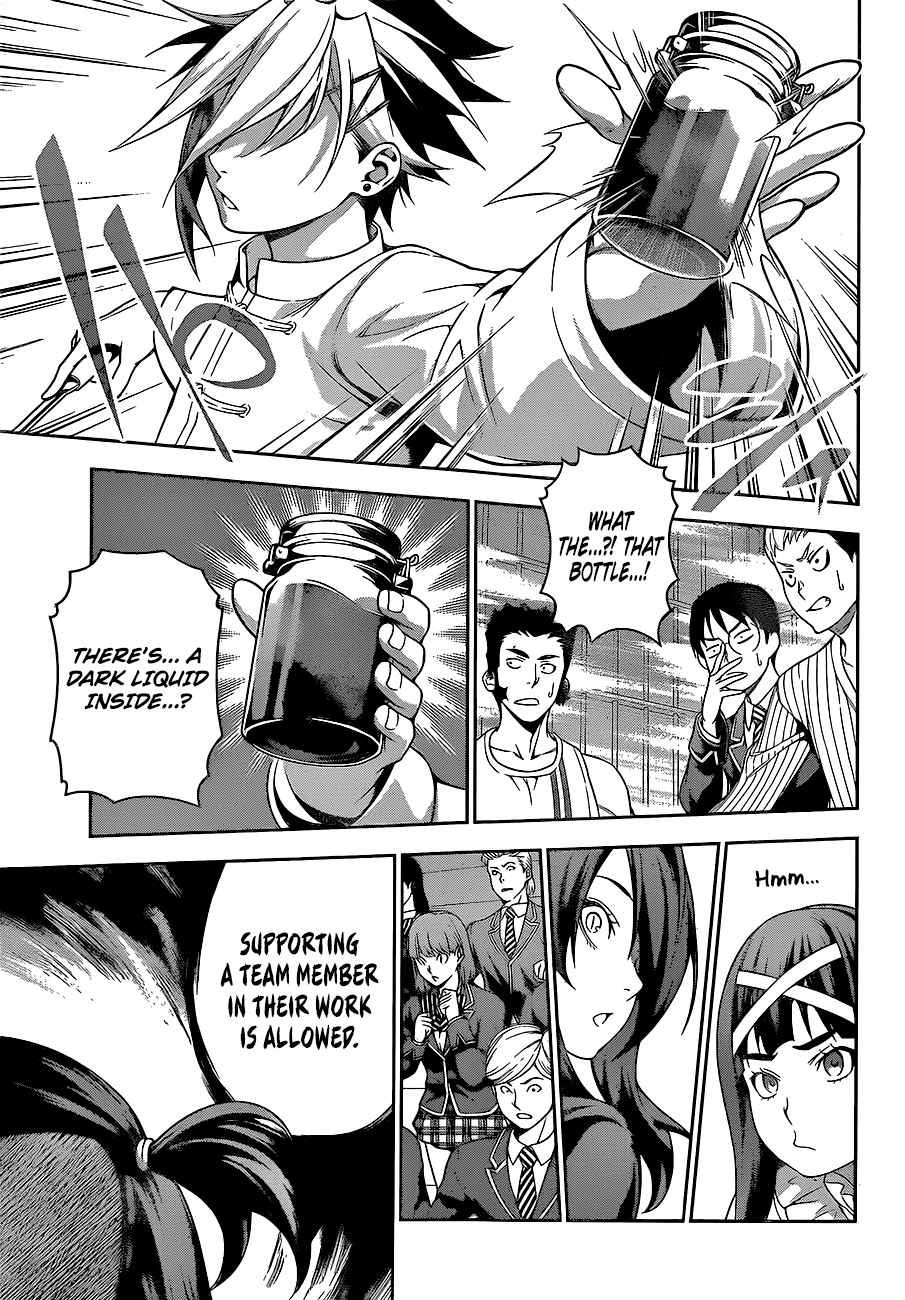 WHAT
THE...?! THAT
BOTTLE...!
THERE'S... A
DARK LIQUID
INSIDE...?
Hmm...
SUPPORTING
A TEAM MEMBER
IN THEIR WORK
IS ALLOWED.